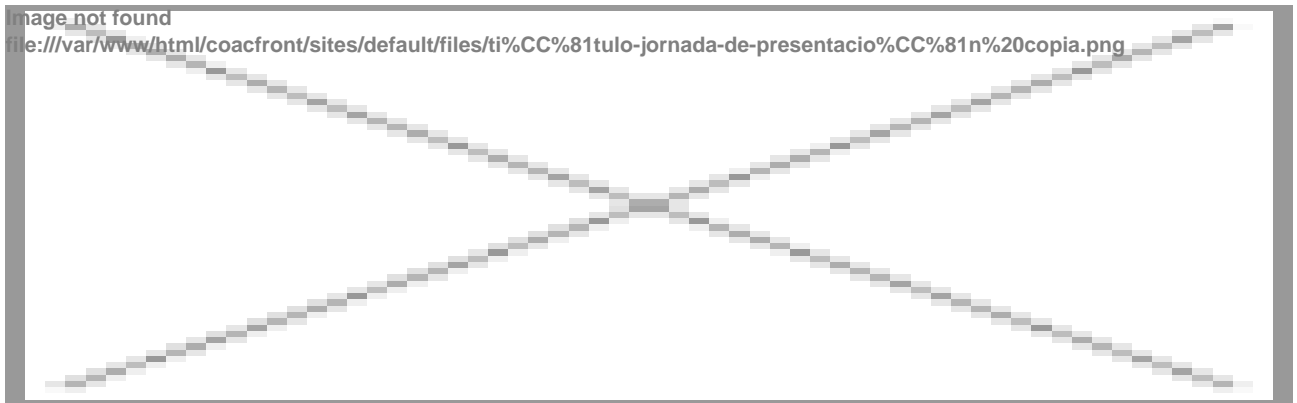 Image not found
file:///var/www/html/coacfront/sites/default/files/ti%CC%81tulo-jornada-de-presentacio%CC%81n%20copia.png